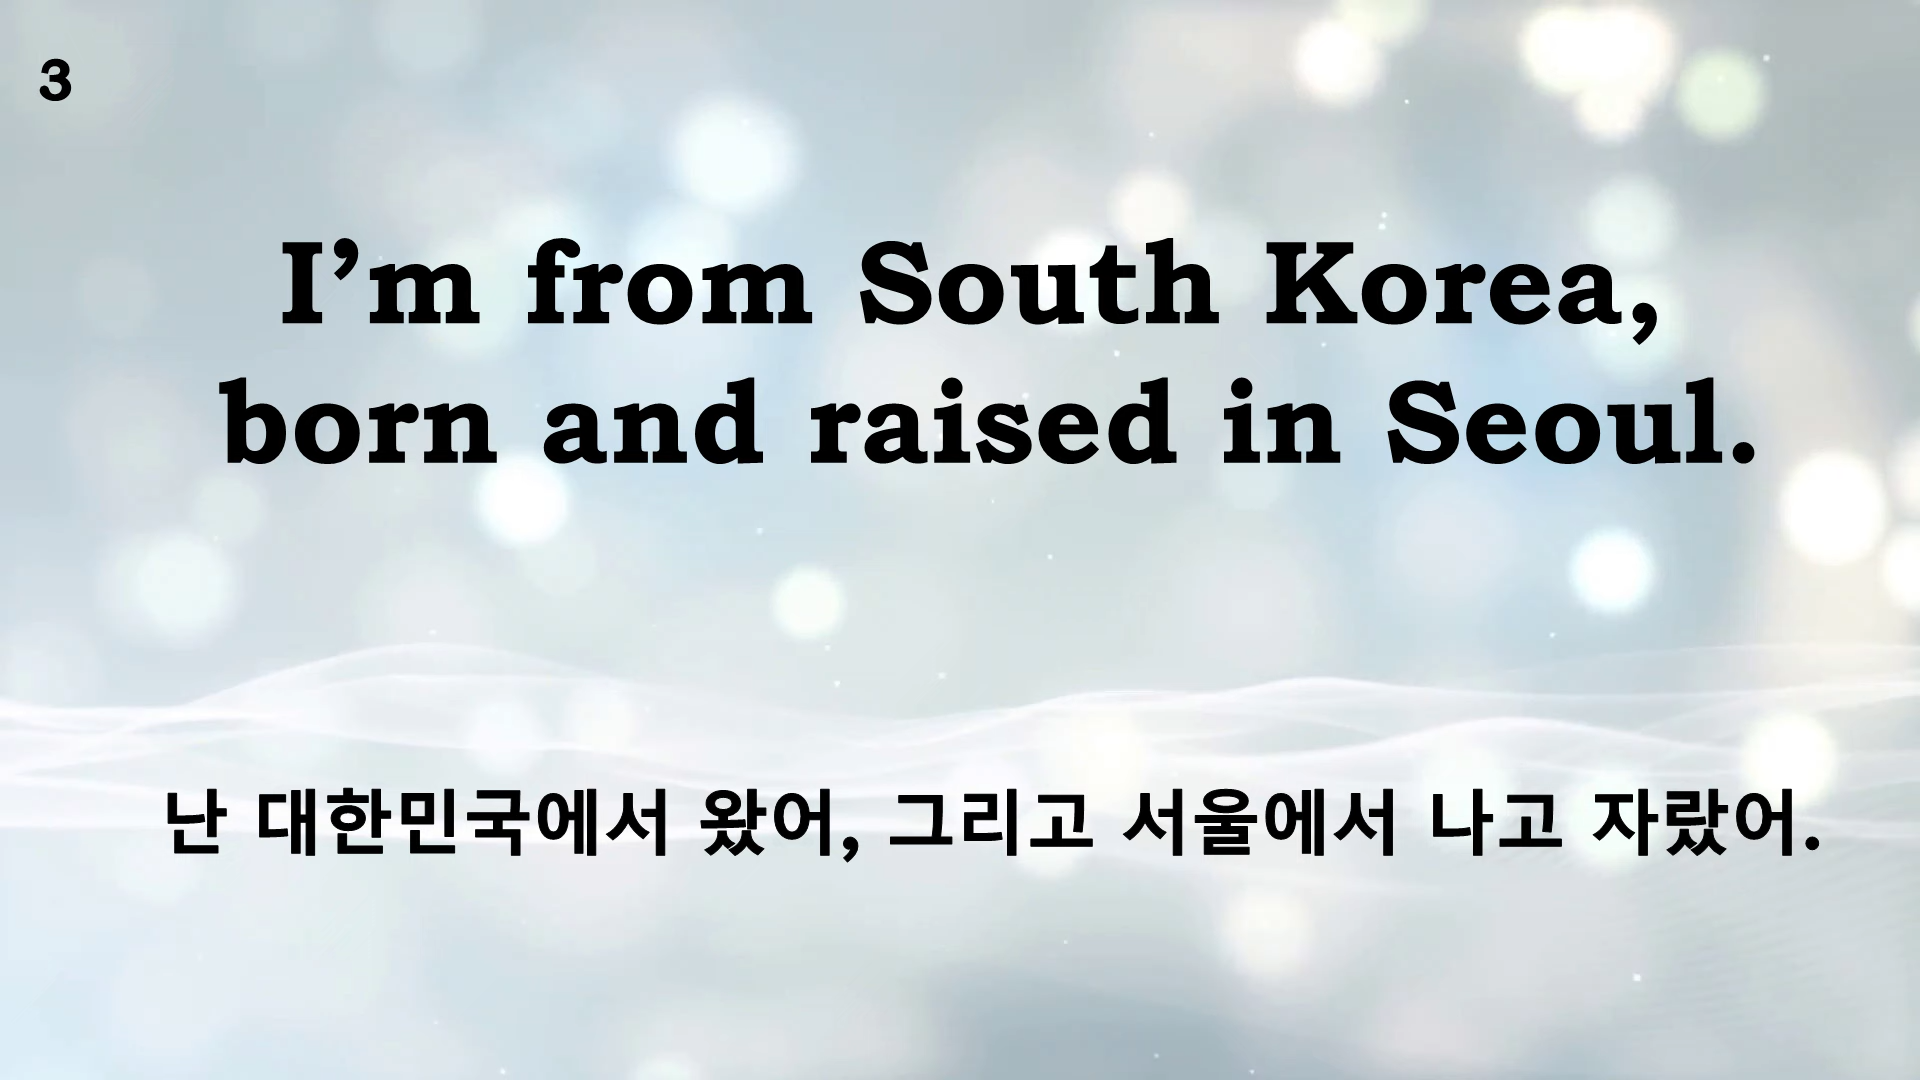 3
I’m from South Korea,
born and raised in Seoul.
난 대한민국에서 왔어, 그리고 서울에서 나고 자랐어.